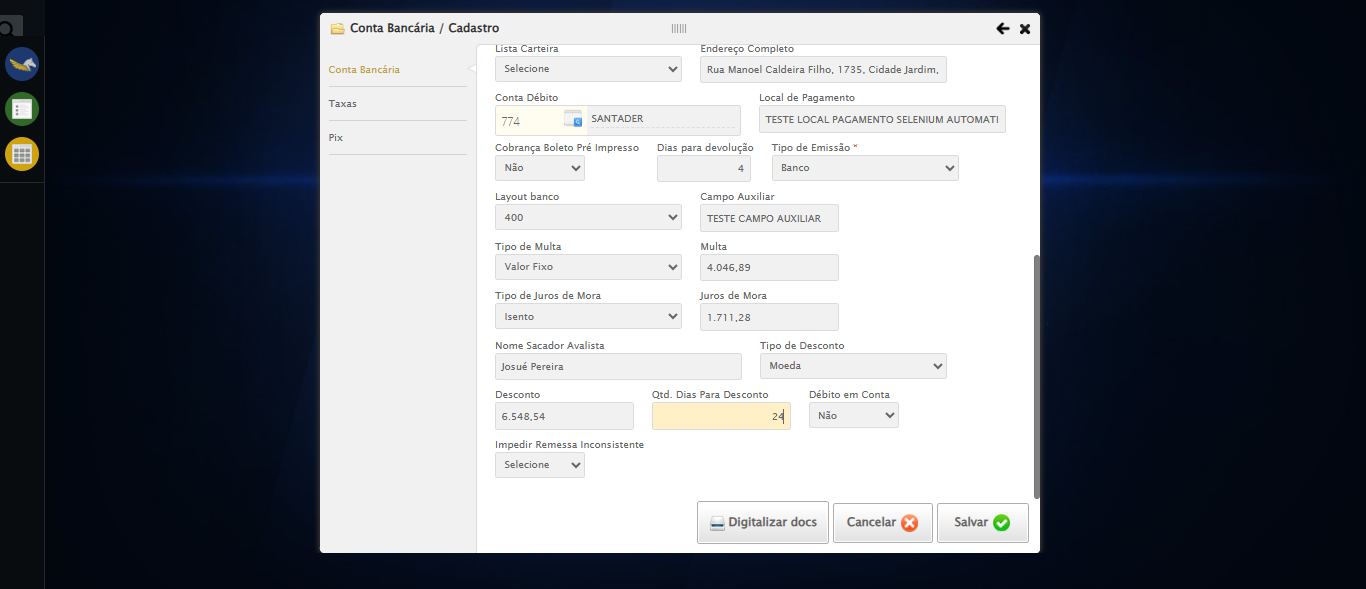 Conta Bancária / Cadastro
Conta Bancária
Taxas
Pix
Lista Carteira
Endereço Completo
Selecione
Rua Manoel Caldeira Filho, 1735, Cidade Jardim,
Conta Débito
Local de Pagamento
774
SANTADER
TESTE LOCAL PAGAMENTO SELENIUM AUTOMATI
Cobrança Boleto Pré Impresso
Dias para devolução
Tipo de Emissão *
Não
4
Banco
Layout banco
Campo Auxiliar
400
TESTE CAMPO AUXILIAR
Tipo de Multa
Multa
Valor Fixo
4.046,89
Tipo de Juros de Mora
Juros de Mora
Isento
1.711,28
Nome Sacador Avalista
Tipo de Desconto
Josué Pereira
Moeda
Desconto
Qtd. Dias Para Desconto
Débito em Conta
6.548,54
24
Não
Impedir Remessa Inconsistente
Selecione
Digitalizar docs
Cancelar
Salvar